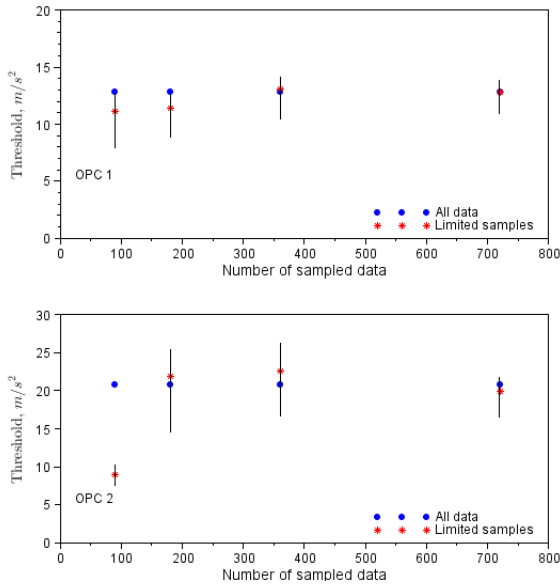 20
15
10
5
0
Threshold, m/s²
OPC 1
All data
Limited samples
0 100 200 300 400 500 600 700 800
Number of sampled data
30
25
20
15
10
5
0
Threshold, m/s²
OPC 2
All data
Limited samples
0 100 200 300 400 500 600 700 800
Number of sampled data